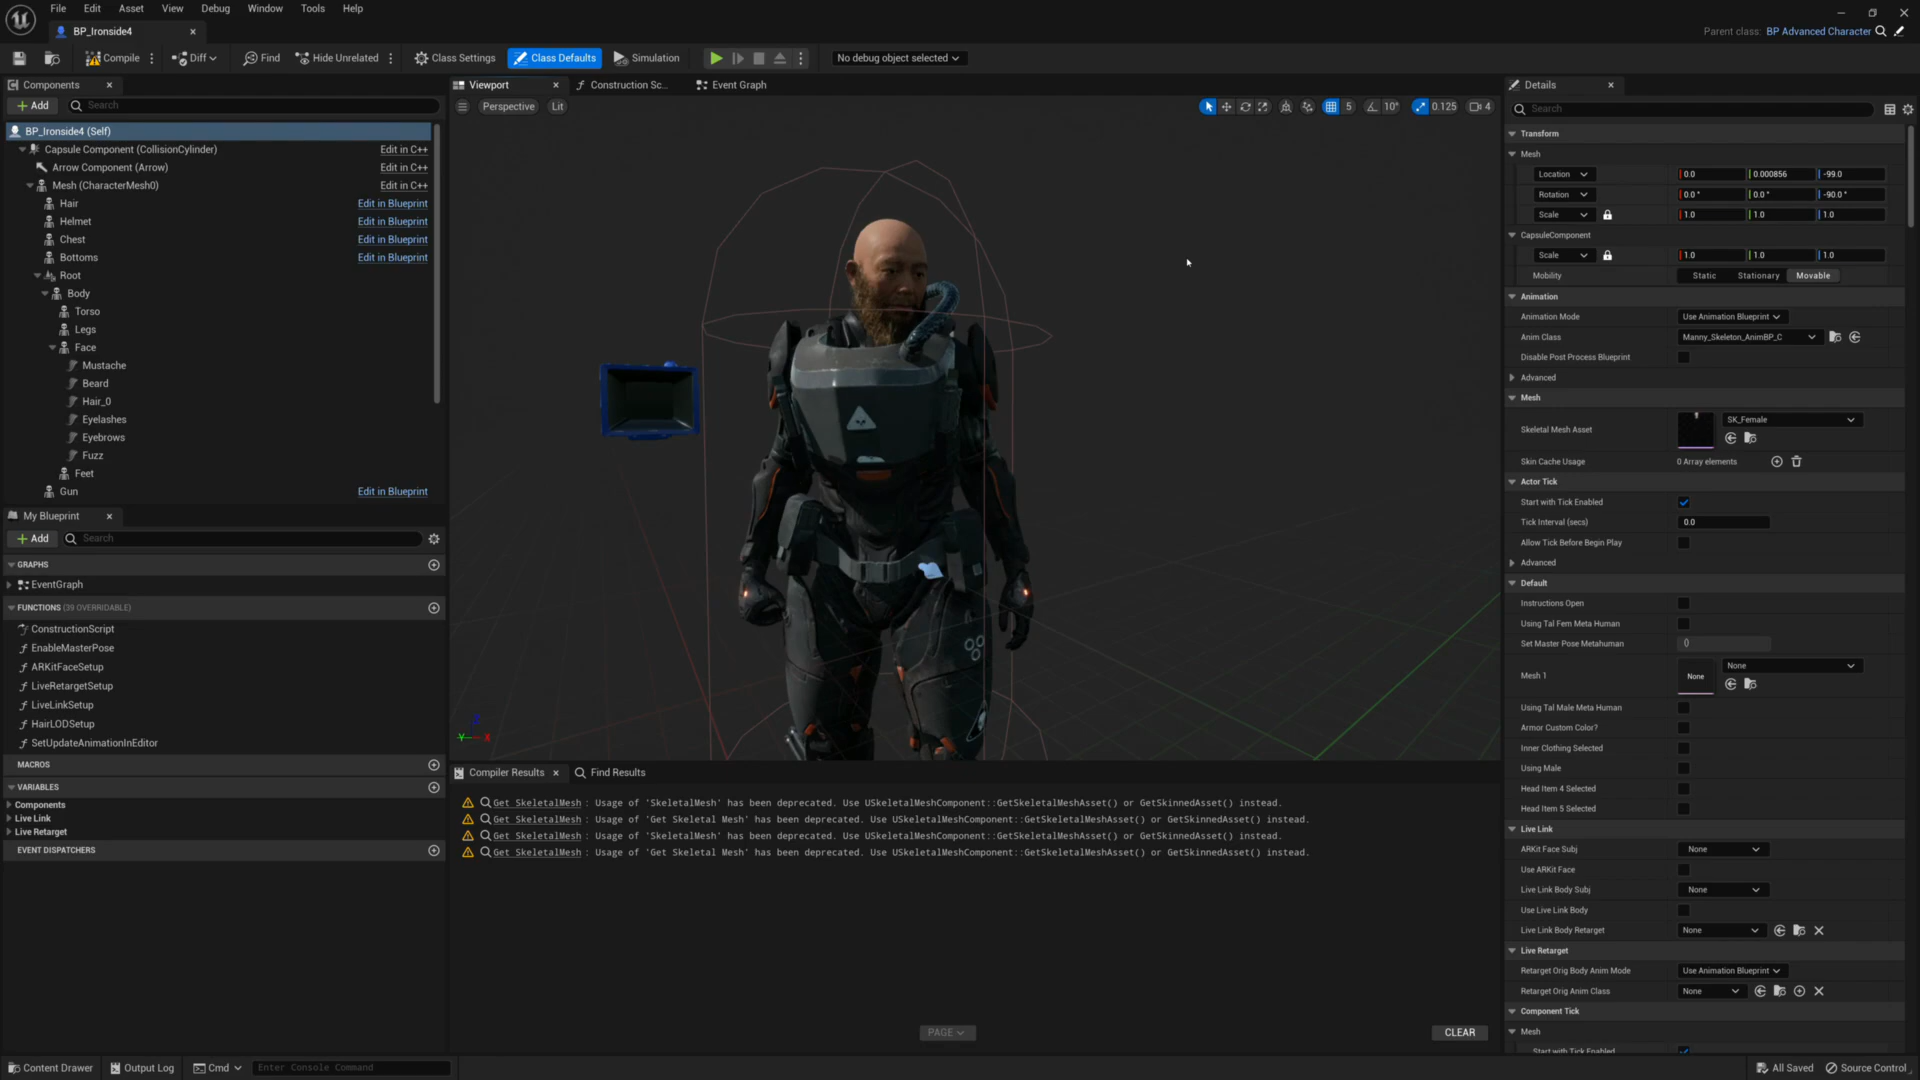 File Edit Asset View Debug Window Tools Help
BP_Ironside4
Parent class: BP Advanced Character
Compile Diff Find Hide Unrelated Class Settings Class Defaults Simulation No debug object selected
Components
Add Search
BP_Ironside4 (Self)
Capsule Component (CollisionCylinder) Edit in C++
Arrow Component (Arrow) Edit in C++
Mesh (CharacterMesh0) Edit in C++
Hair Edit in Blueprint
Helmet Edit in Blueprint
Chest Edit in Blueprint
Bottoms Edit in Blueprint
Root
Body
Torso
Legs
Face
Mustache
Beard
Hair_0
Eyelashes
Eyebrows
Fuzz
Feet
Gun Edit in Blueprint
My Blueprint
Add Search
GRAPHS
EventGraph
FUNCTIONS (39 OVERRIDABLE)
ConstructionScript
EnableMasterPose
ARKitFaceSetup
LiveRetargetSetup
LiveLinkSetup
HairLODSetup
SetUpdateAnimationInEditor
MACROS
VARIABLES
Components
Live Link
Live Retarget
EVENT DISPATCHERS
Viewport Construction Sc... Event Graph
Perspective Lit 5 10° 0.125 4
Z
Y X
Compiler Results Find Results
Get SkeletalMesh : Usage of 'SkeletalMesh' has been deprecated. Use USkeletalMeshComponent::GetSkeletalMeshAsset() or GetSkinnedAsset() instead.
Get SkeletalMesh : Usage of 'Get Skeletal Mesh' has been deprecated. Use USkeletalMeshComponent::GetSkeletalMeshAsset() or GetSkinnedAsset() instead.
Get SkeletalMesh : Usage of 'SkeletalMesh' has been deprecated. Use USkeletalMeshComponent::GetSkeletalMeshAsset() or GetSkinnedAsset() instead.
Get SkeletalMesh : Usage of 'Get Skeletal Mesh' has been deprecated. Use USkeletalMeshComponent::GetSkeletalMeshAsset() or GetSkinnedAsset() instead.
PAGE CLEAR
Details
Search
Transform
Mesh
Location 0.0 0.000856 -99.0
Rotation 0.0 ° 0.0 ° -90.0 °
Scale 1.0 1.0 1.0
CapsuleComponent
Scale 1.0 1.0 1.0
Mobility Static Stationary Movable
Animation
Animation Mode Use Animation Blueprint
Anim Class Manny_Skeleton_AnimBP_C
Disable Post Process Blueprint
Advanced
Mesh
Skeletal Mesh Asset SK_Female
Skin Cache Usage 0 Array elements
Actor Tick
Start with Tick Enabled
Tick Interval (secs) 0.0
Allow Tick Before Begin Play
Advanced
Default
Instructions Open
Using Tal Fem Meta Human
Set Master Pose Metahuman 0
Mesh 1 None None
Using Tal Male Meta Human
Armor Custom Color?
Inner Clothing Selected
Using Male
Head Item 4 Selected
Head Item 5 Selected
Live Link
ARKit Face Subj None
Use ARKit Face
Live Link Body Subj None
Use Live Link Body
Live Link Body Retarget None
Live Retarget
Retarget Orig Body Anim Mode Use Animation Blueprint
Retarget Orig Anim Class None
Component Tick
Mesh
Start with Tick Enabled
Content Drawer Output Log Cmd Enter Console Command All Saved Source Control